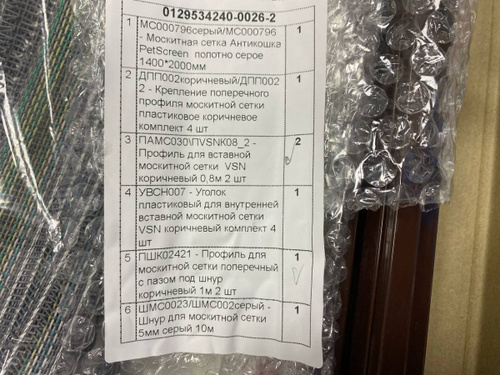 0129534240-0026-2
1 МС000796серый/МС000796 1
- Москитная сетка Антикошка
PetScreen полотно серое
1400*2000мм
2 ДПП002коричневый/ДПП002 1
2 - Крепление поперечного
профиля москитной сетки
пластиковое коричневое
комплект 4 шт
3 ПАМС030\ПVSNK08_2 - 2
Профиль для вставной
москитной сетки VSN
коричневый 0,8м 2 шт
4 УВСН007 - Уголок 1
пластиковый для внутренней
вставной москитной сетки
VSN коричневый комплект 4
шт
5 ПШК02421 - Профиль для 1
москитной сетки поперечный
с пазом под шнур
коричневый 1м 2 шт
6 ШМС0023/ШМС002серый - 1
Шнур для москитной сетки
5мм серый 10м